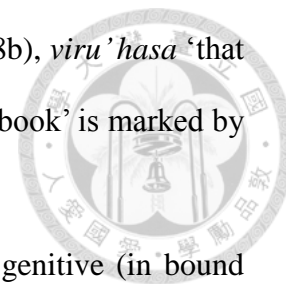 8b), viru’hasa ‘that
book’ is marked by
genitive (in bound